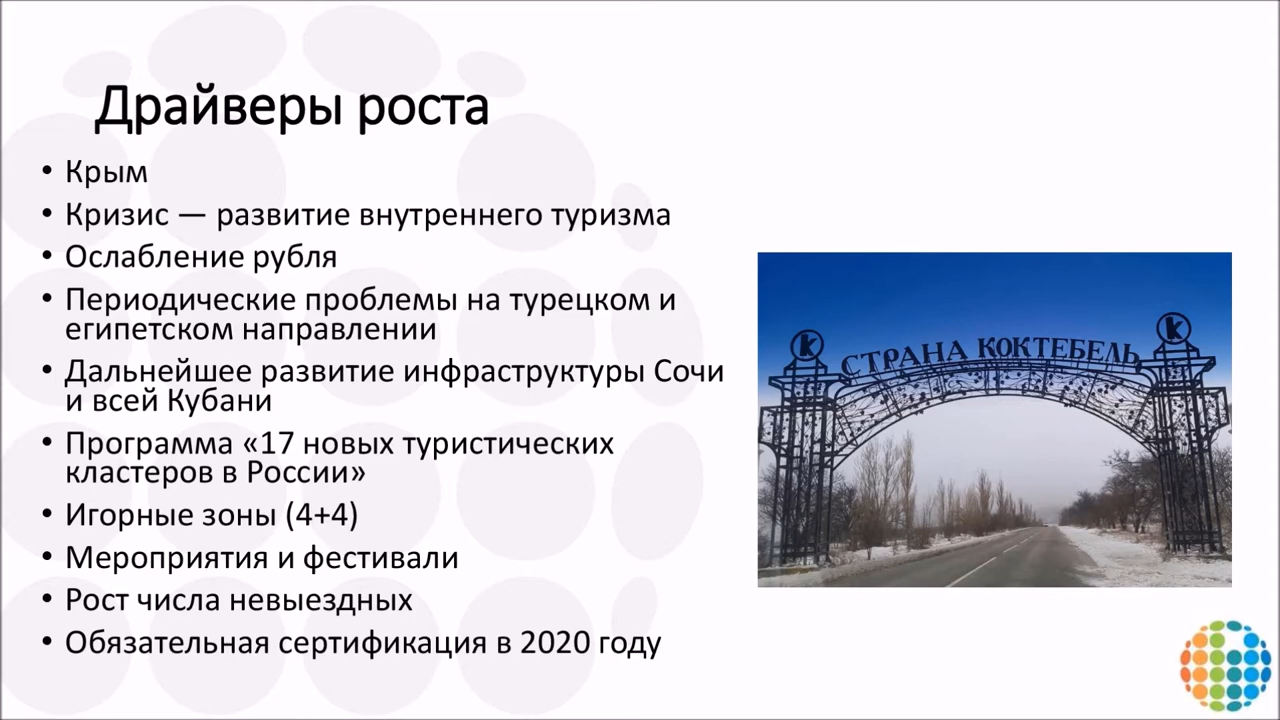 Драйверы роста
• Крым
• Кризис — развитие внутреннего туризма
• Ослабление рубля
• Периодические проблемы на турецком и
египетском направлении
• Дальнейшее развитие инфраструктуры Сочи
и всей Кубани
• Программа «17 новых туристических
кластеров в России»
• Игорные зоны (4+4)
• Мероприятия и фестивали
• Рост числа невыездных
• Обязательная сертификация в 2020 году
К К
СТРАНА КОКТЕБЕЛЬ